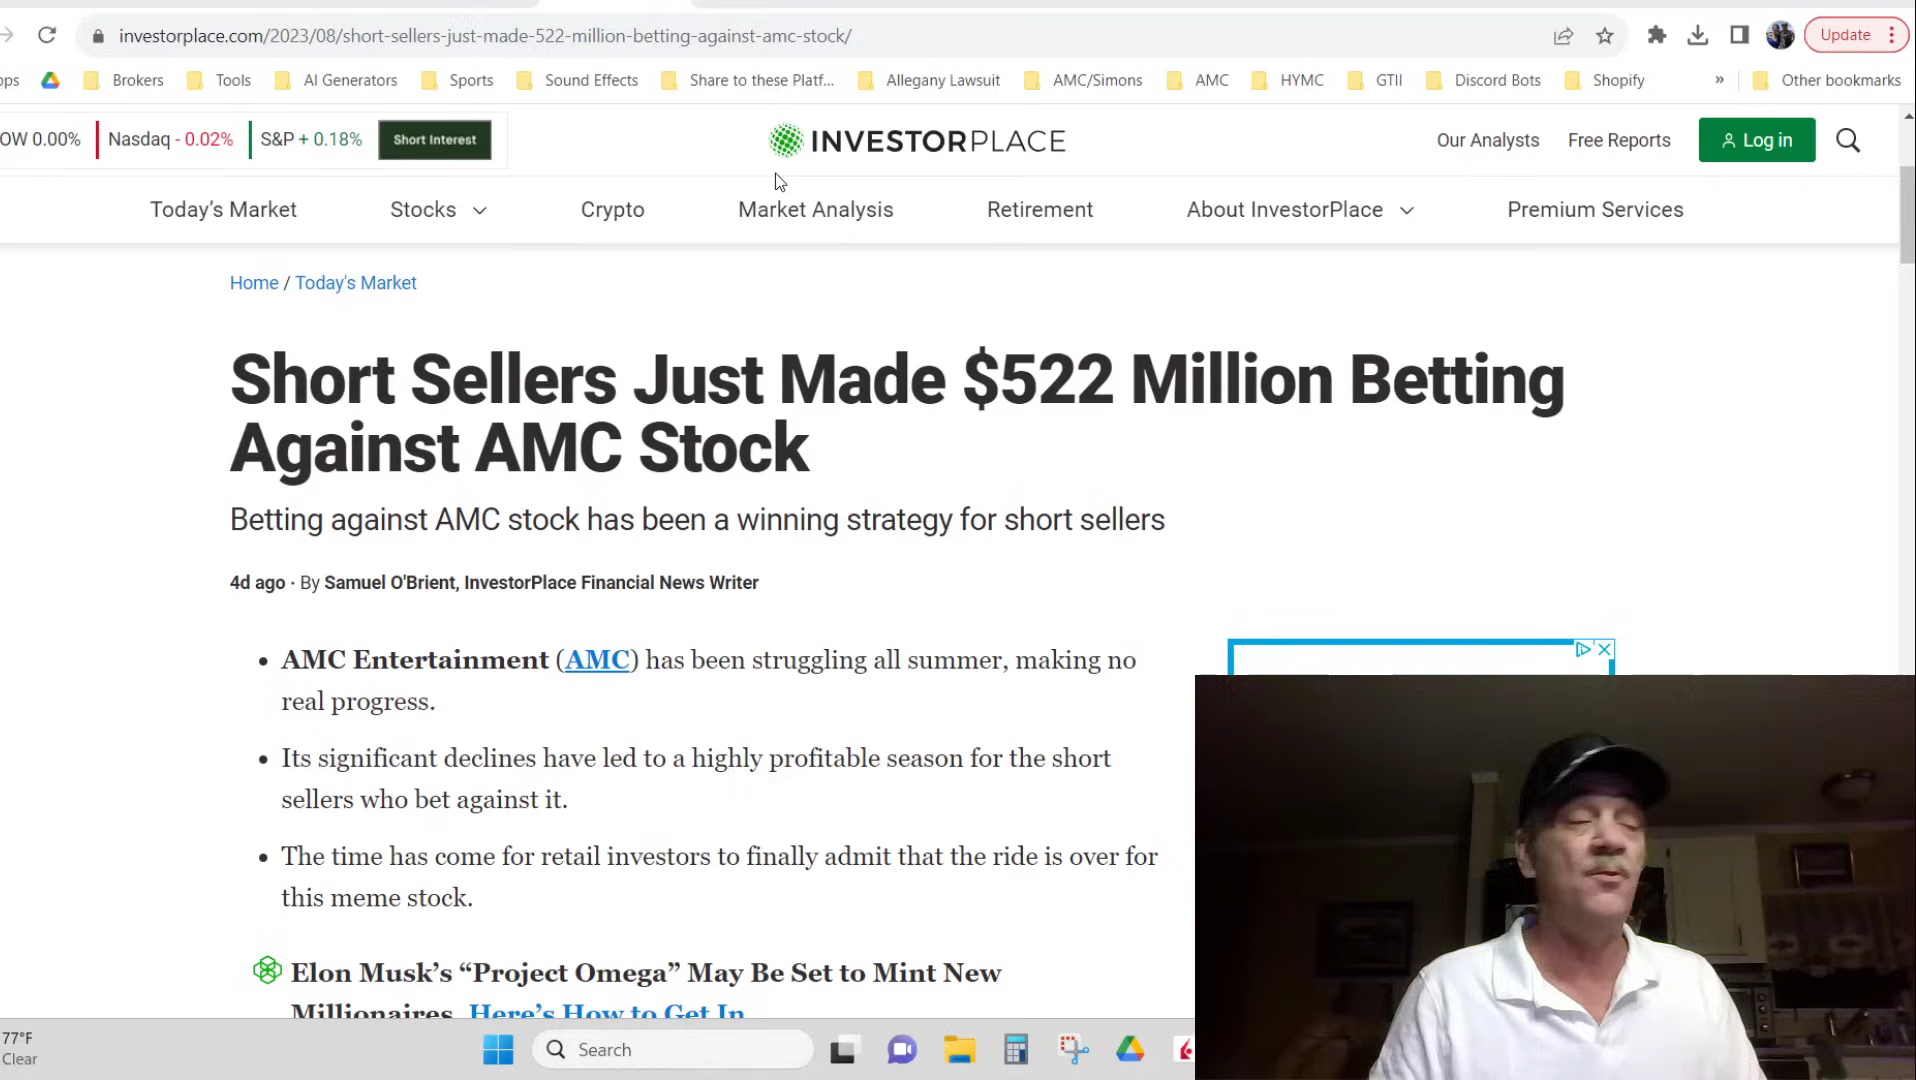 investorplace.com/2023/08/short-sellers-just-made-522-million-betting-against-amc-stock/
Update
Brokers Tools AI Generators Sports Sound Effects Share to these Platf... Allegany Lawsuit AMC/Simons AMC HYMC GTII Discord Bots Shopify » Other bookmarks
OW 0.00% Nasdaq - 0.02% S&P + 0.18% Short Interest
INVESTORPLACE
Our Analysts Free Reports Log in
Today's Market Stocks Crypto Market Analysis Retirement About InvestorPlace Premium Services
Home / Today's Market
Short Sellers Just Made $522 Million Betting
Against AMC Stock
Betting against AMC stock has been a winning strategy for short sellers
4d ago · By Samuel O'Brient, InvestorPlace Financial News Writer
• AMC Entertainment (AMC) has been struggling all summer, making no
real progress.
• Its significant declines have led to a highly profitable season for the short
sellers who bet against it.
• The time has come for retail investors to finally admit that the ride is over for
this meme stock.
Elon Musk's “Project Omega” May Be Set to Mint New
Millionaires. Here's How to Get In
77°F
Clear
Search